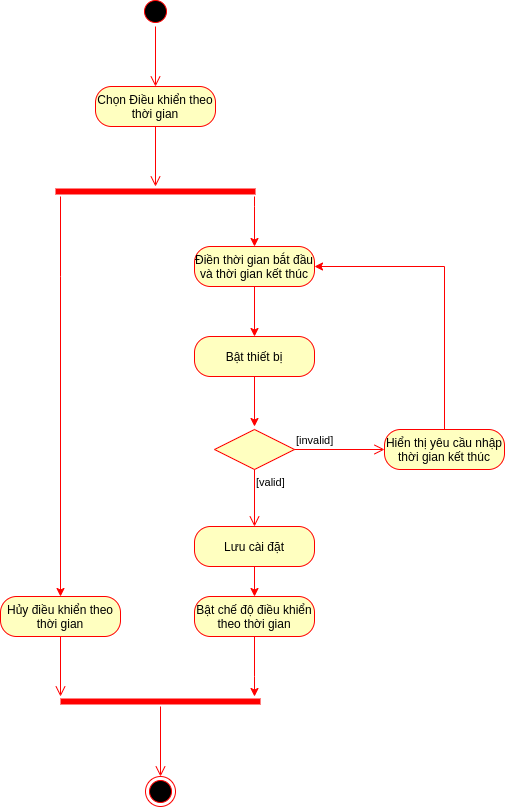 Chọn Điều khiển theo
thời gian
Điền thời gian bắt đầu
và thời gian kết thúc
Bật thiết bị
[invalid]
Hiển thị yêu cầu nhập
thời gian kết thúc
[valid]
Lưu cài đặt
Hủy điều khiển theo
thời gian
Bật chế độ điều khiển
theo thời gian